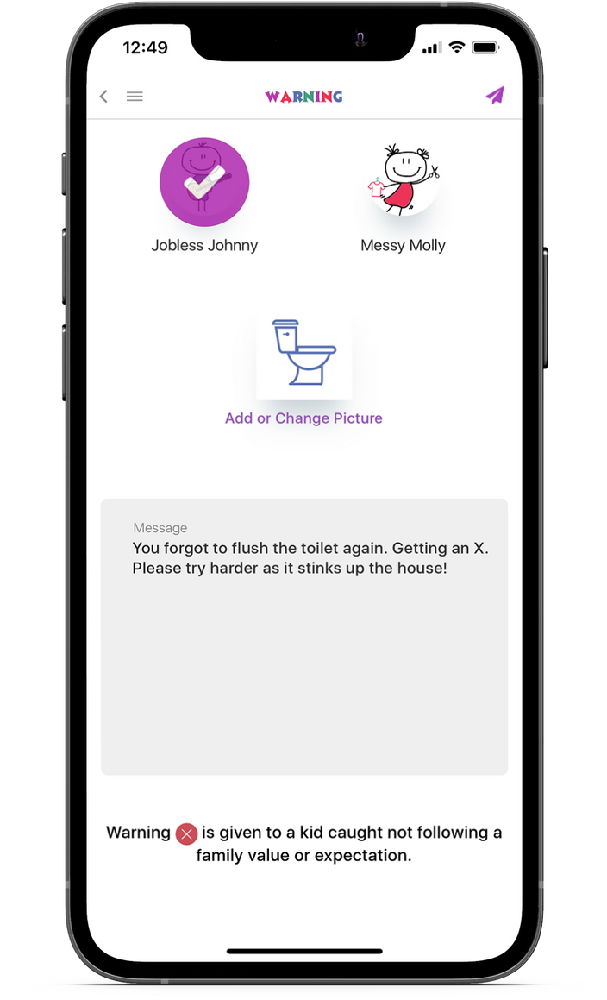 12:49
WARNING
Jobless Johnny
Messy Molly
Add or Change Picture
Message
You forgot to flush the toilet again. Getting an X.
Please try harder as it stinks up the house!
Warning is given to a kid caught not following a
family value or expectation.